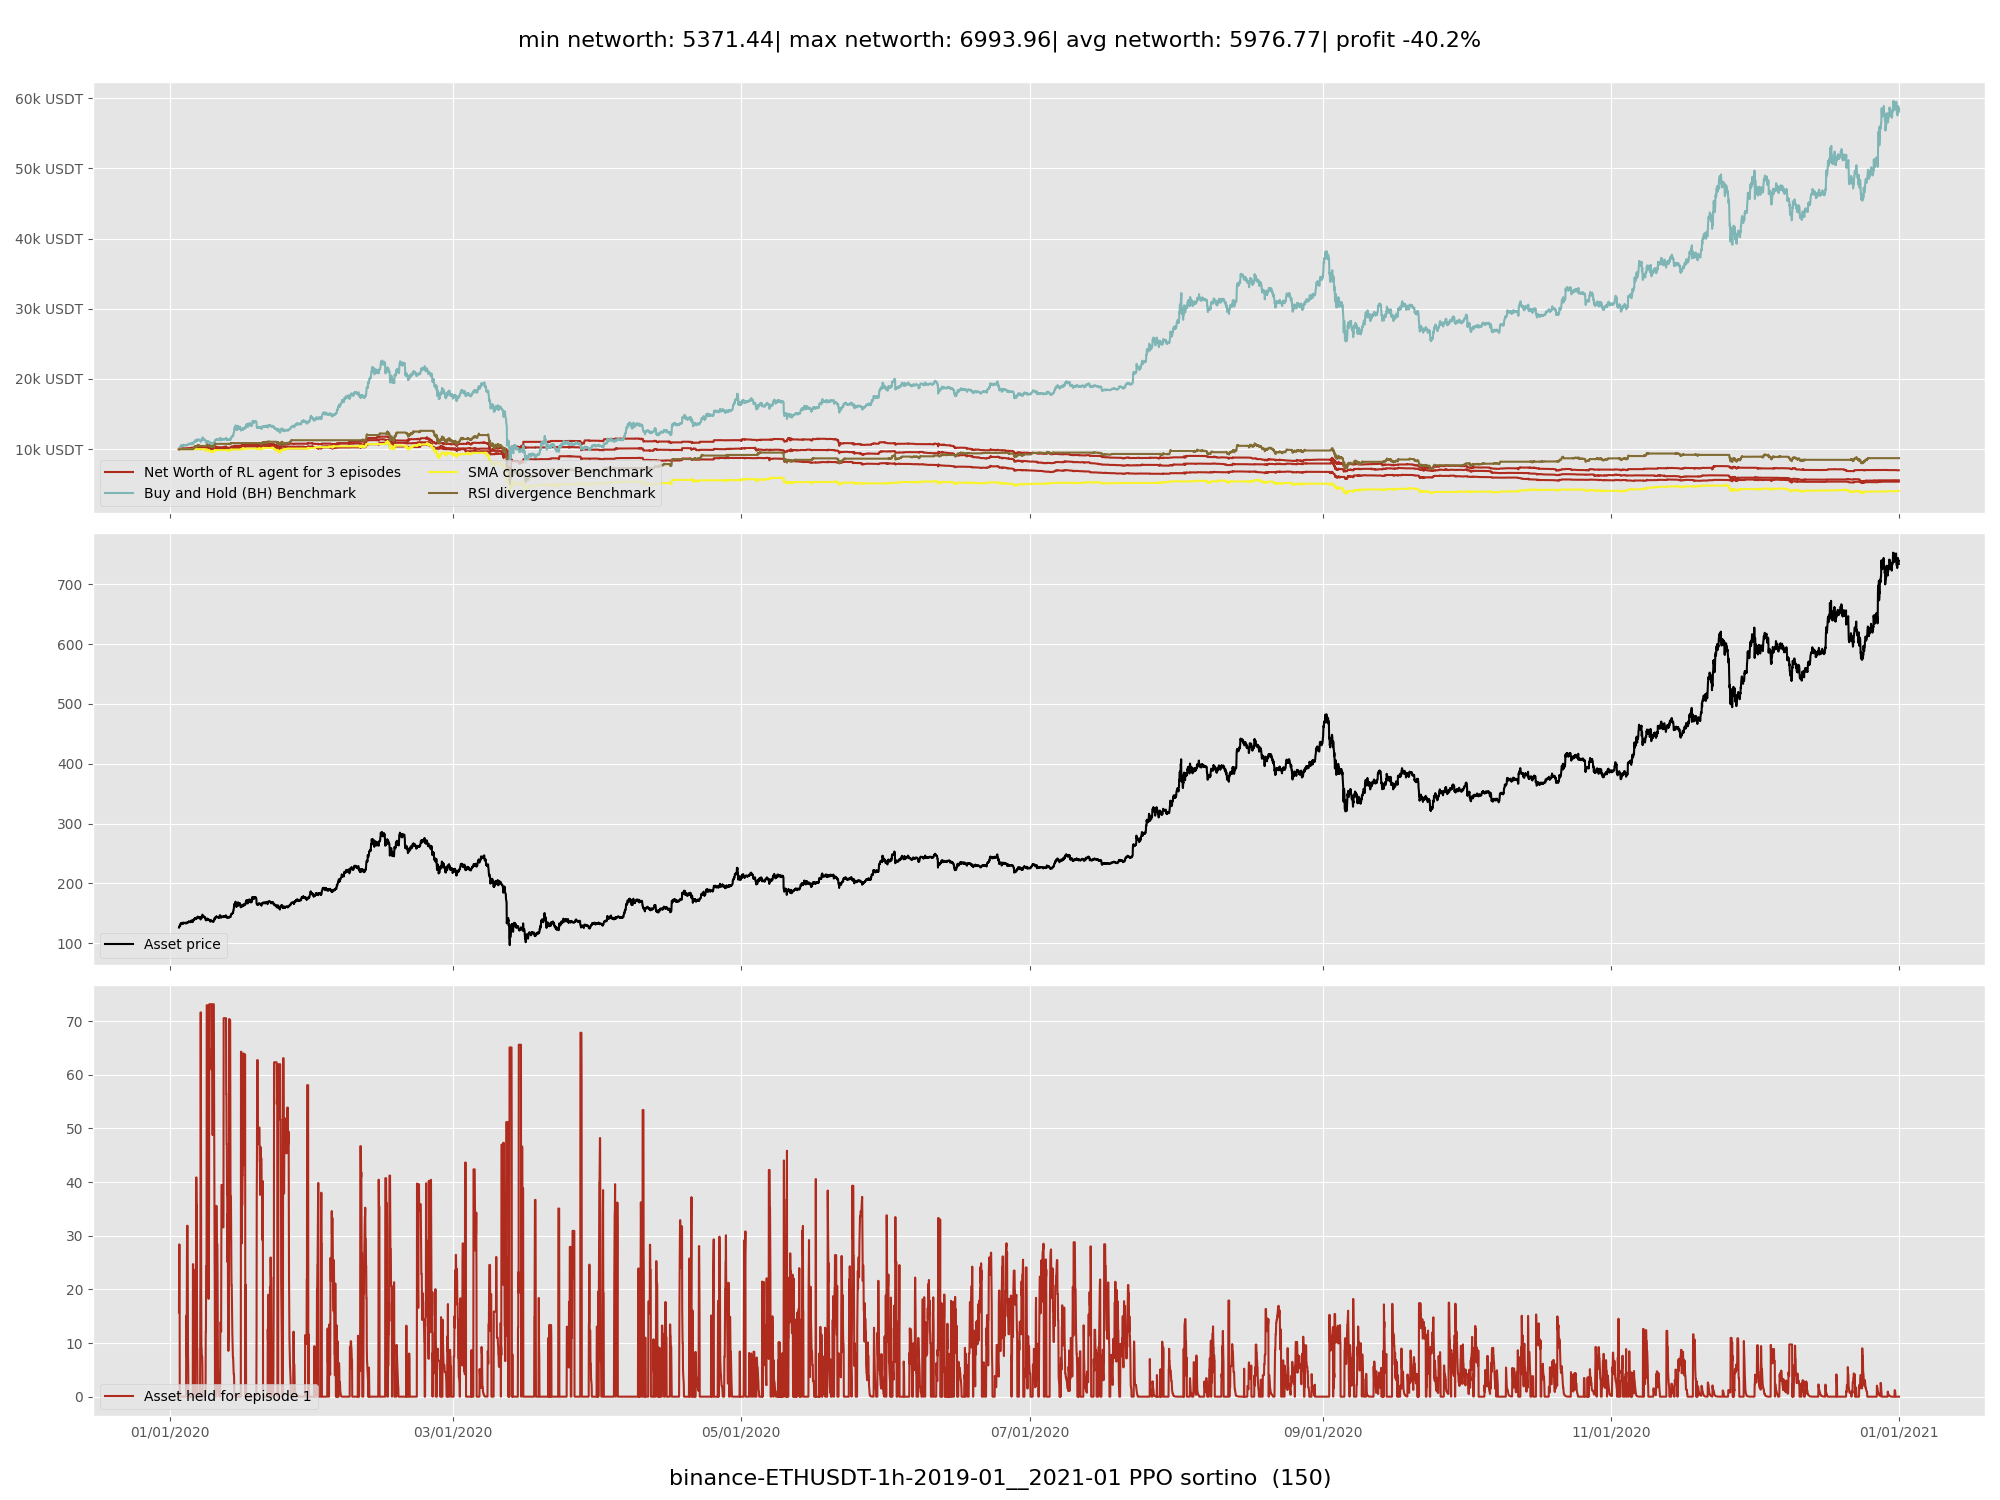 min networth: 5371.44| max networth: 6993.96| avg networth: 5976.77| profit -40.2%
60k USDT
50k USDT
40k USDT
30k USDT
20k USDT
10k USDT
Net Worth of RL agent for 3 episodes
Buy and Hold (BH) Benchmark
SMA crossover Benchmark
RSI divergence Benchmark
700
600
500
400
300
200
100
Asset price
70
60
50
40
30
20
10
0
Asset held for episode 1
01/01/2020 03/01/2020 05/01/2020 07/01/2020 09/01/2020 11/01/2020 01/01/2021
binance-ETHUSDT-1h-2019-01__2021-01 PPO sortino (150)